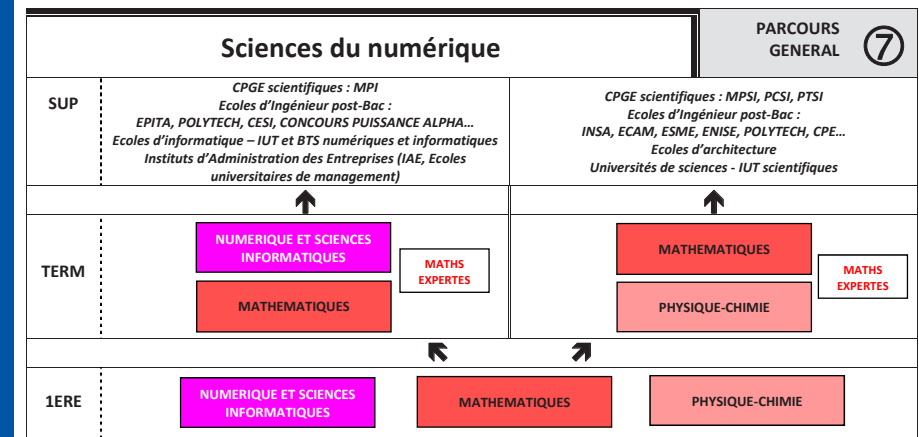 Sciences du numérique
PARCOURS
GENERAL
7
SUP
CPGE scientifiques : MPI
Ecoles d'Ingénieur post-Bac :
EPITA, POLYTECH, CESI, CONCOURS PUISSANCE ALPHA...
Ecoles d'informatique – IUT et BTS numériques et informatiques
Instituts d'Administration des Entreprises (IAE, Ecoles
universitaires de management)
CPGE scientifiques : MPSI, PCSI, PTSI
Ecoles d'Ingénieur post-Bac :
INSA, ECAM, ESME, ENISE, POLYTECH, CPE...
Ecoles d'architecture
Universités de sciences - IUT scientifiques
TERM
NUMERIQUE ET SCIENCES
INFORMATIQUES
MATHEMATIQUES
MATHS
EXPERTES
MATHEMATIQUES
PHYSIQUE-CHIMIE
MATHS
EXPERTES
1ERE
NUMERIQUE ET SCIENCES
INFORMATIQUES
MATHEMATIQUES
PHYSIQUE-CHIMIE